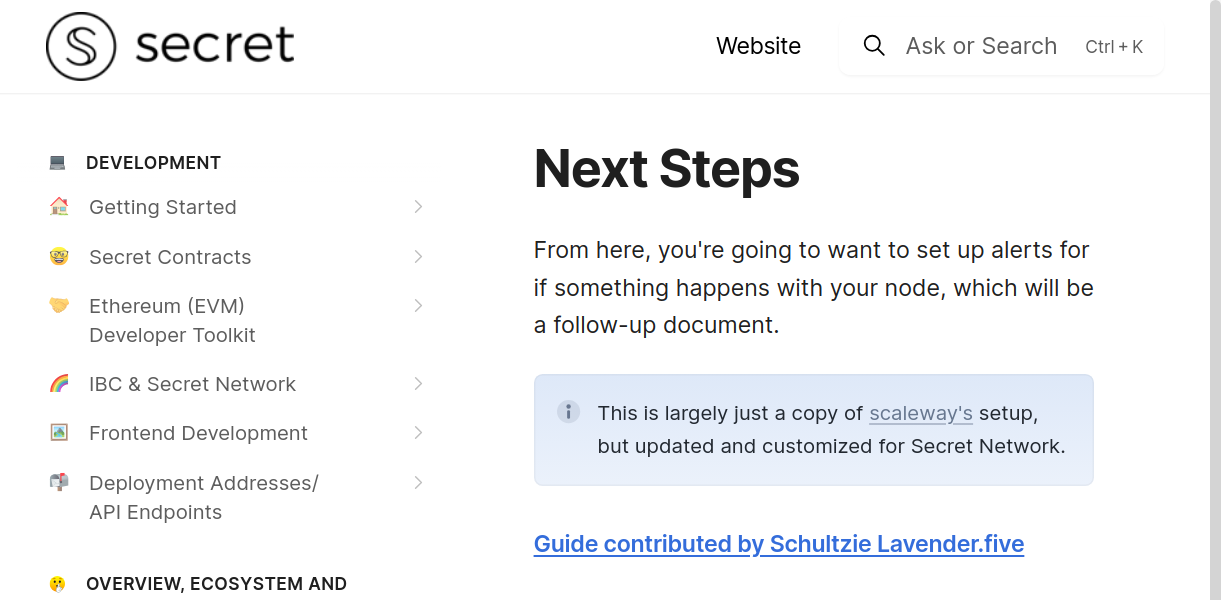 secret
Website
Ask or Search
Ctrl + K
DEVELOPMENT
Getting Started
Secret Contracts
Ethereum (EVM)
Developer Toolkit
IBC & Secret Network
Frontend Development
Deployment Addresses/
API Endpoints
OVERVIEW, ECOSYSTEM AND
Next Steps
From here, you're going to want to set up alerts for
if something happens with your node, which will be
a follow-up document.
This is largely just a copy of scaleway's setup,
but updated and customized for Secret Network.
Guide contributed by Schultzie Lavender.five